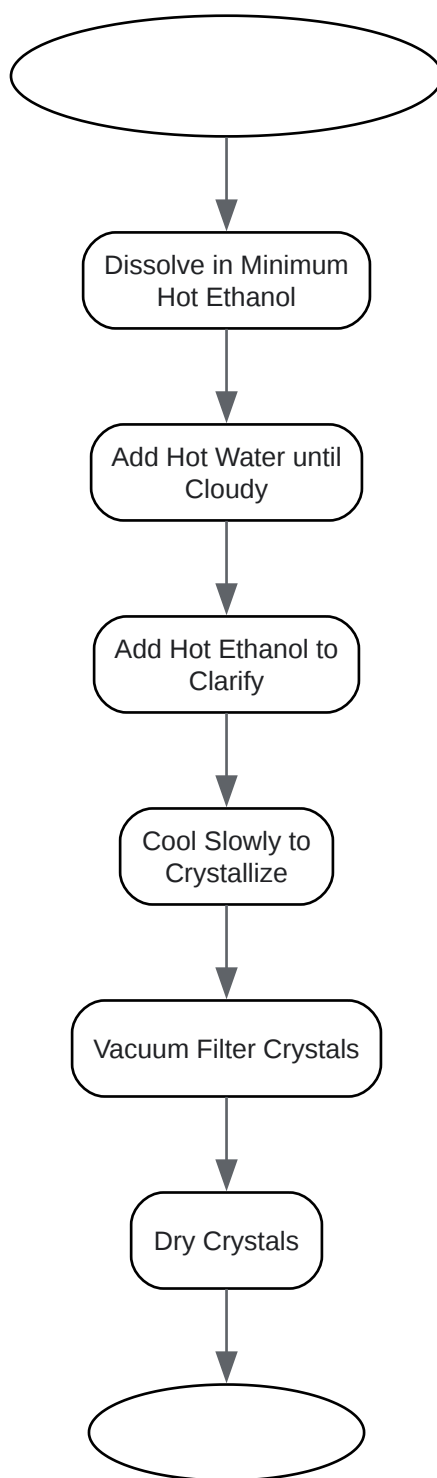 Dissolve in Minimum
Hot Ethanol
Add Hot Water until
Cloudy
Add Hot Ethanol to
Clarify
Cool Slowly to
Crystallize
Vacuum Filter Crystals
Dry Crystals